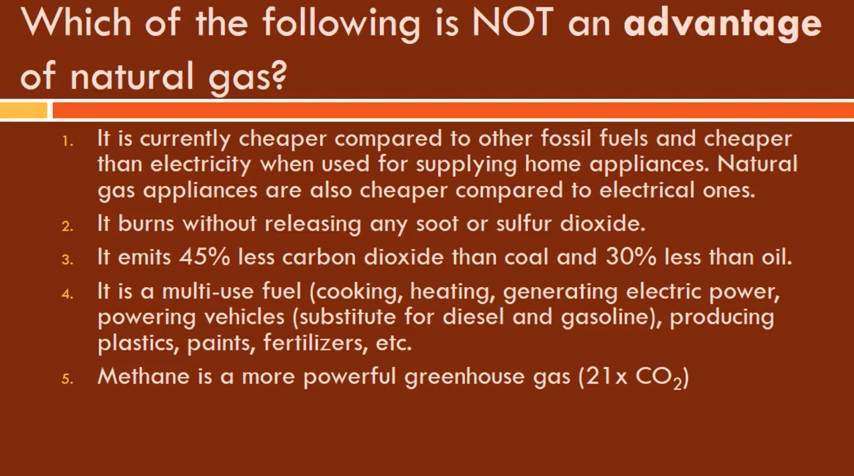 Which of the following is NOT an advantage
of natural gas?
1. It is currently cheaper compared to other fossil fuels and cheaper
than electricity when used for supplying home appliances. Natural
gas appliances are also cheaper compared to electrical ones.
2. It burns without releasing any soot or sulfur dioxide.
3. It emits 45% less carbon dioxide than coal and 30% less than oil.
4. It is a multi-use fuel (cooking, heating, generating electric power,
powering vehicles (substitute for diesel and gasoline), producing
plastics, paints, fertilizers, etc.
5. Methane is a more powerful greenhouse gas (21x CO₂)